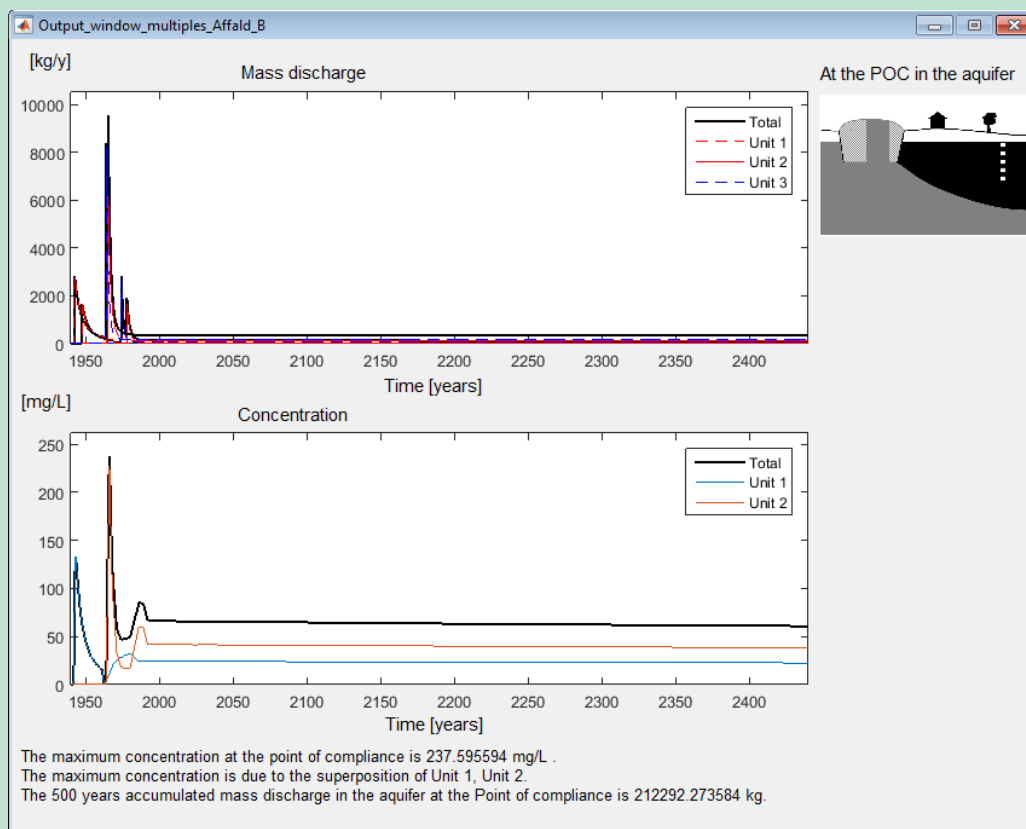 Output_window_multiples_Affald_B
[kg/y]
Mass discharge
At the POC in the aquifer
10000
8000
6000
4000
2000
0
Total
Unit 1
Unit 2
Unit 3
1950 2000 2050 2100 2150 2200 2250 2300 2350 2400
Time [years]
[mg/L]
Concentration
250
200
150
100
50
0
Total
Unit 1
Unit 2
1950 2000 2050 2100 2150 2200 2250 2300 2350 2400
Time [years]
The maximum concentration at the point of compliance is 237.595594 mg/L .
The maximum concentration is due to the superposition of Unit 1, Unit 2.
The 500 years accumulated mass discharge in the aquifer at the Point of compliance is 212292.273584 kg.